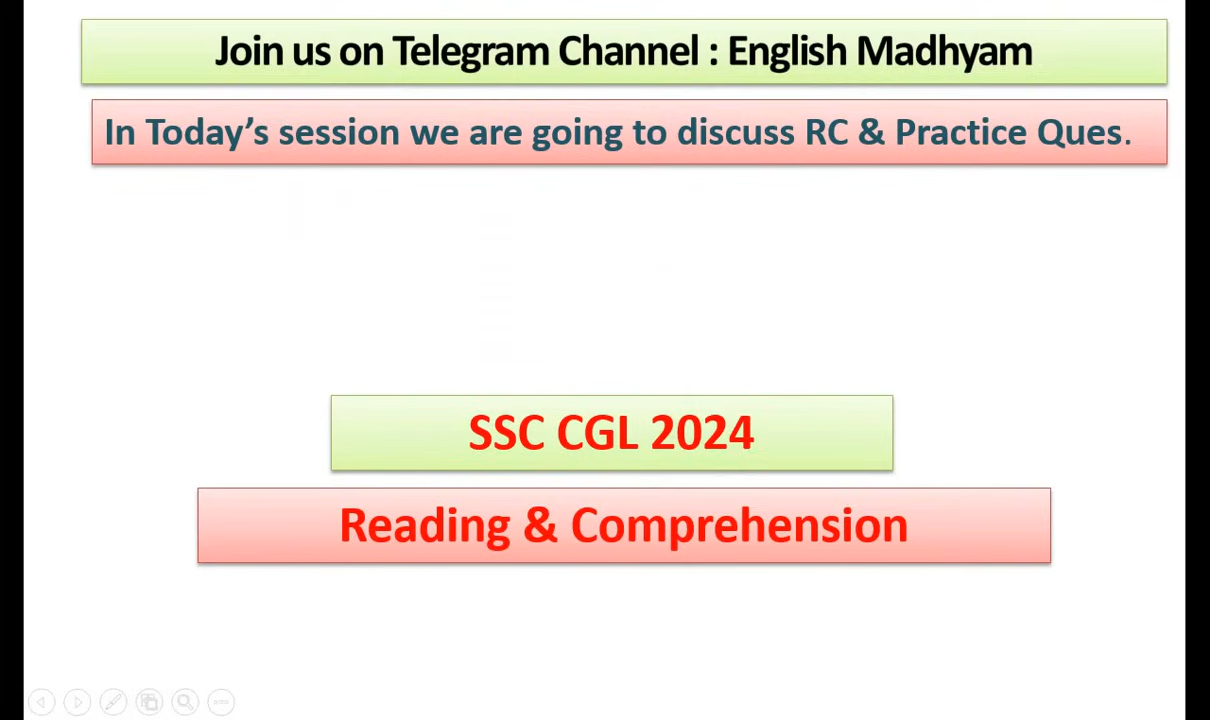 Join us on Telegram Channel : English Madhyam
In Today’s session we are going to discuss RC & Practice Ques.
SSC CGL 2024
Reading & Comprehension